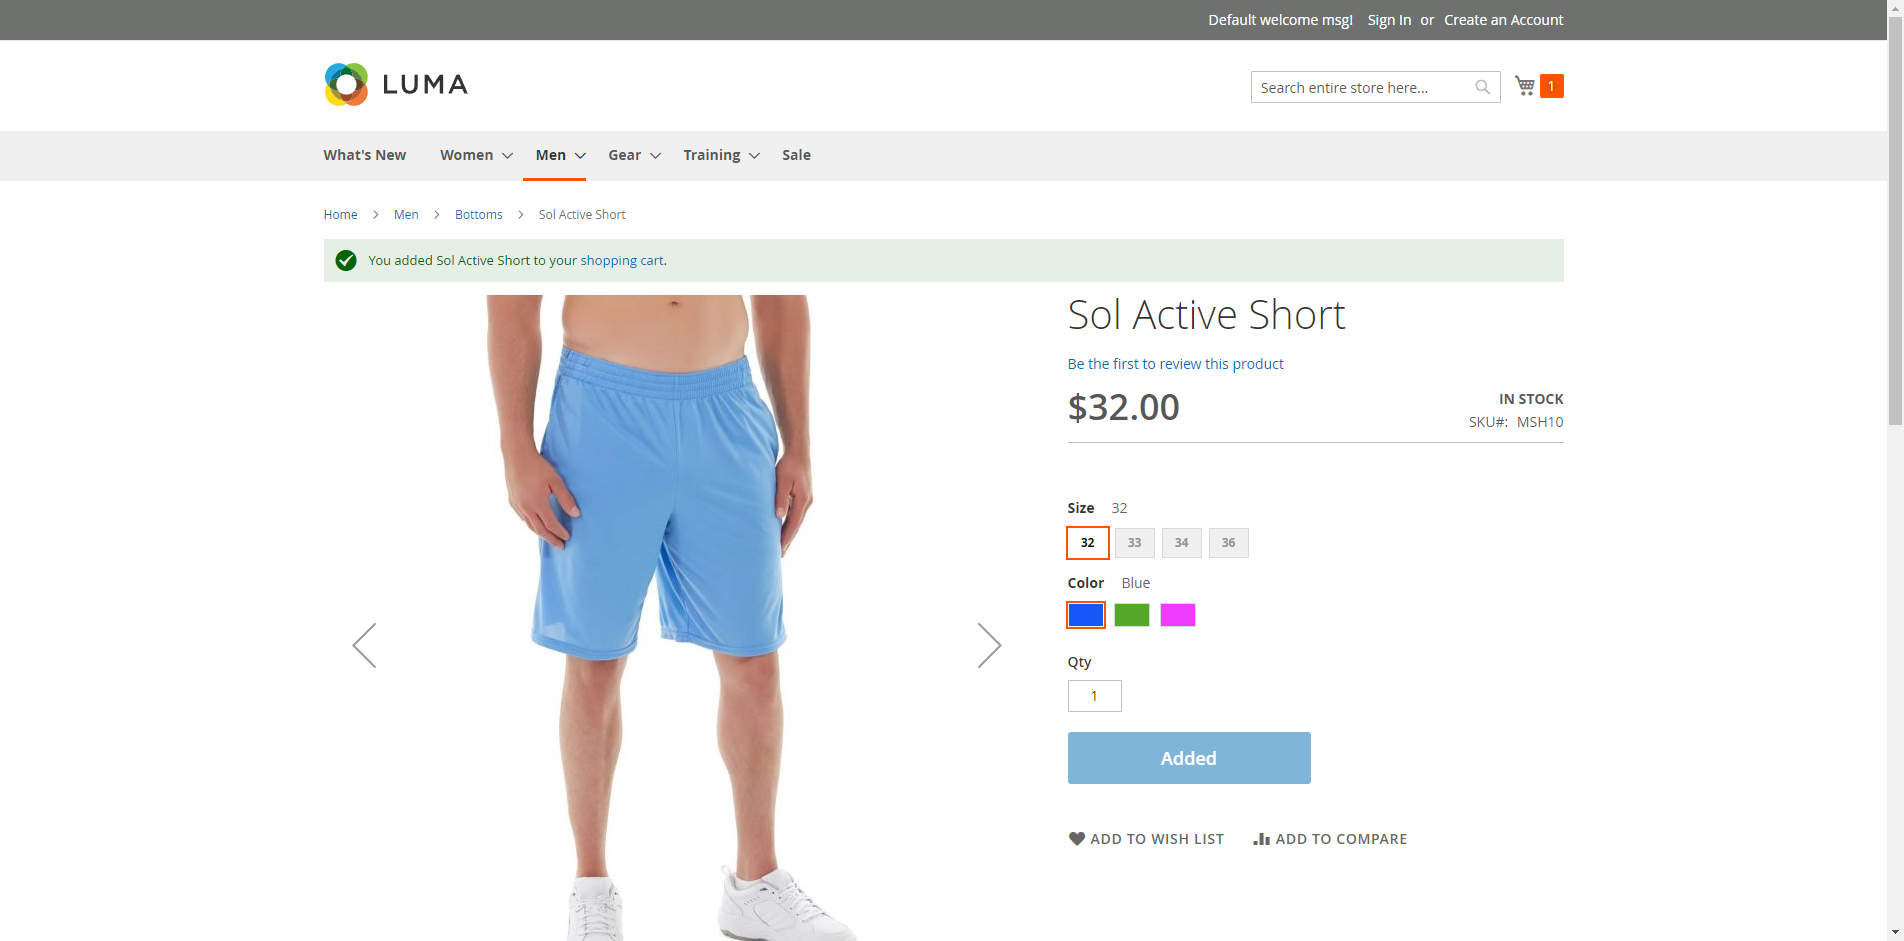 Default welcome msg! Sign In or Create an Account
LUMA
Search entire store here...
1
What's New Women Men Gear Training Sale
Home Men Bottoms Sol Active Short
You added Sol Active Short to your shopping cart.
Sol Active Short
Be the first to review this product
$32.00
IN STOCK
SKU#: MSH10
Size 32
32 33 34 36
Color Blue
Qty
1
Added
ADD TO WISH LIST ADD TO COMPARE